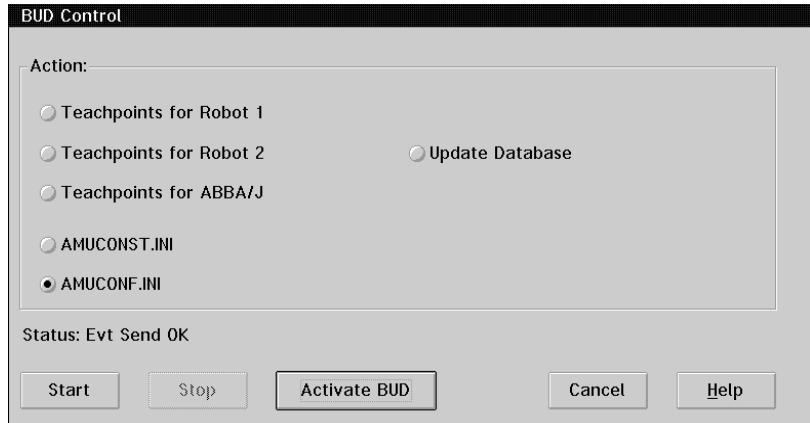 BUD Control
Action:
Teachpoints for Robot 1
Teachpoints for Robot 2 Update Database
Teachpoints for ABBA/J
AMUCONST.INI
AMUCONF.INI
Status: Evt Send OK
Start Stop Activate BUD Cancel Help